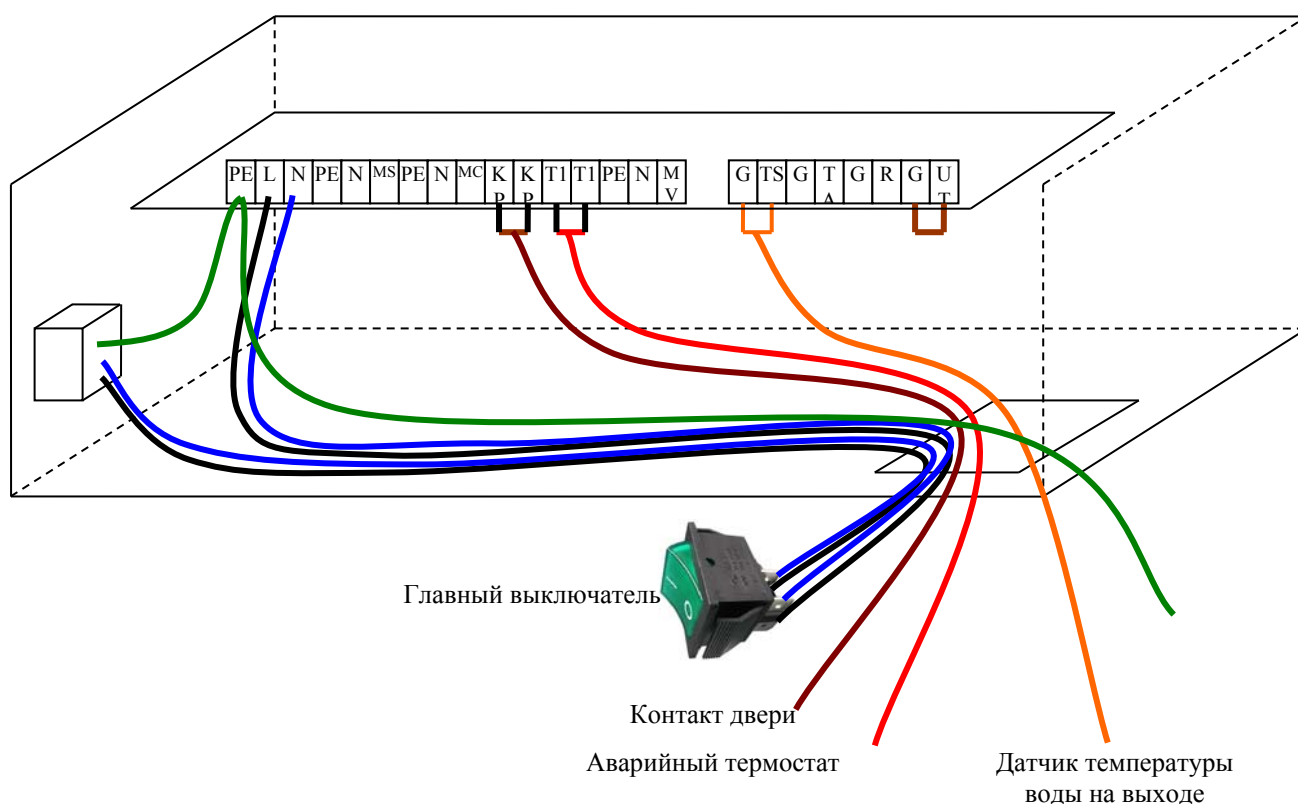 PE L N PE N MS PE N MC KP KP T1 T1 PE N MV G TS G TA G R G UT
Главный выключатель
Контакт двери
Аварийный термостат
Датчик температуры
воды на выходе